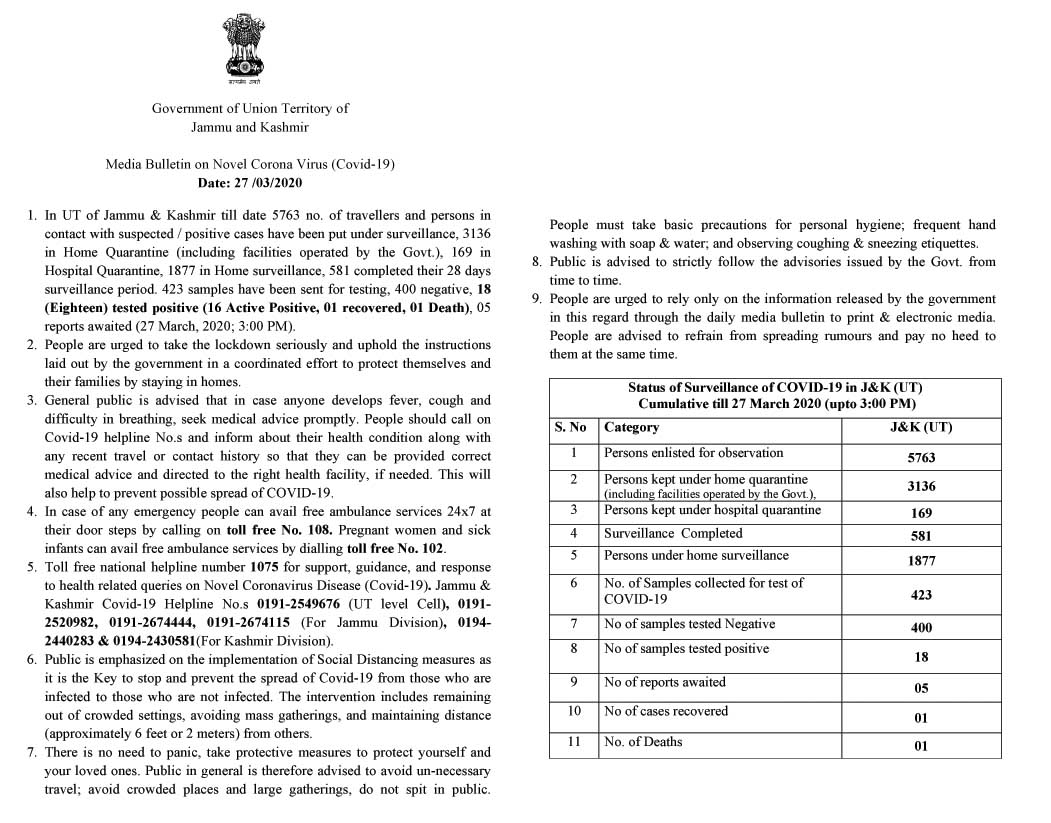 सत्यमेव जयते
Government of Union Territory of
Jammu and Kashmir
Media Bulletin on Novel Corona Virus (Covid-19)
Date: 27 /03/2020
1. In UT of Jammu & Kashmir till date 5763 no. of travellers and persons in
contact with suspected / positive cases have been put under surveillance, 3136
in Home Quarantine (including facilities operated by the Govt.), 169 in
Hospital Quarantine, 1877 in Home surveillance, 581 completed their 28 days
surveillance period. 423 samples have been sent for testing, 400 negative, 18
(Eighteen) tested positive (16 Active Positive, 01 recovered, 01 Death), 05
reports awaited (27 March, 2020; 3:00 PM).
2. People are urged to take the lockdown seriously and uphold the instructions
laid out by the government in a coordinated effort to protect themselves and
their families by staying in homes.
3. General public is advised that in case anyone develops fever, cough and
difficulty in breathing, seek medical advice promptly. People should call on
Covid-19 helpline No.s and inform about their health condition along with
any recent travel or contact history so that they can be provided correct
medical advice and directed to the right health facility, if needed. This will
also help to prevent possible spread of COVID-19.
4. In case of any emergency people can avail free ambulance services 24x7 at
their door steps by calling on toll free No. 108. Pregnant women and sick
infants can avail free ambulance services by dialling toll free No. 102.
5. Toll free national helpline number 1075 for support, guidance, and response
to health related queries on Novel Coronavirus Disease (Covid-19). Jammu &
Kashmir Covid-19 Helpline No.s 0191-2549676 (UT level Cell), 0191-
2520982, 0191-2674444, 0191-2674115 (For Jammu Division), 0194-
2440283 & 0194-2430581(For Kashmir Division).
6. Public is emphasized on the implementation of Social Distancing measures as
it is the Key to stop and prevent the spread of Covid-19 from those who are
infected to those who are not infected. The intervention includes remaining
out of crowded settings, avoiding mass gatherings, and maintaining distance
(approximately 6 feet or 2 meters) from others.
7. There is no need to panic, take protective measures to protect yourself and
your loved ones. Public in general is therefore advised to avoid un-necessary
travel; avoid crowded places and large gatherings, do not spit in public.
People must take basic precautions for personal hygiene; frequent hand
washing with soap & water; and observing coughing & sneezing etiquettes.
8. Public is advised to strictly follow the advisories issued by the Govt. from
time to time.
9. People are urged to rely only on the information released by the government
in this regard through the daily media bulletin to print & electronic media.
People are advised to refrain from spreading rumours and pay no heed to
them at the same time.
Status of Surveillance of COVID-19 in J&K (UT)
Cumulative till 27 March 2020 (upto 3:00 PM)
S. No Category J&K (UT)
1 Persons enlisted for observation 5763
2 Persons kept under home quarantine
(including facilities operated by the Govt.), 3136
3 Persons kept under hospital quarantine 169
4 Surveillance Completed 581
5 Persons under home surveillance 1877
6 No. of Samples collected for test of
COVID-19 423
7 No of samples tested Negative 400
8 No of samples tested positive 18
9 No of reports awaited 05
10 No of cases recovered 01
11 No. of Deaths 01